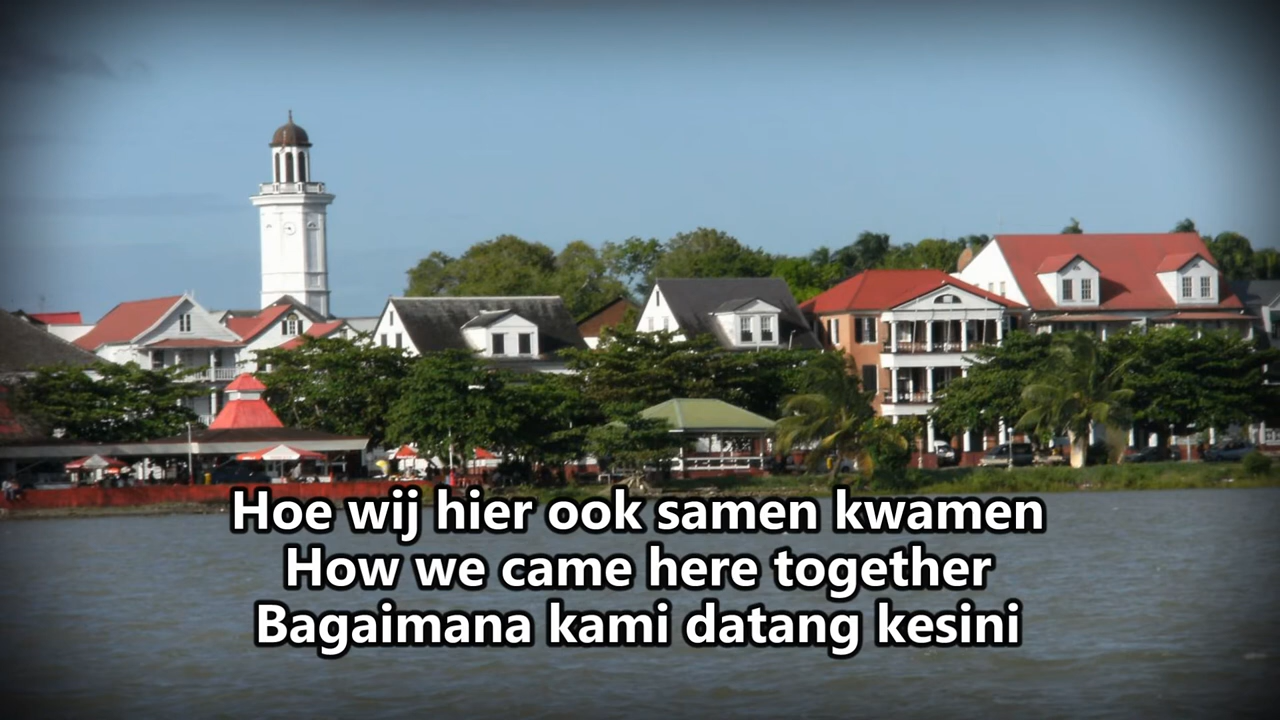 Hoe wij hier ook samen kwamen
How we came here together
Bagaimana kami datang kesini